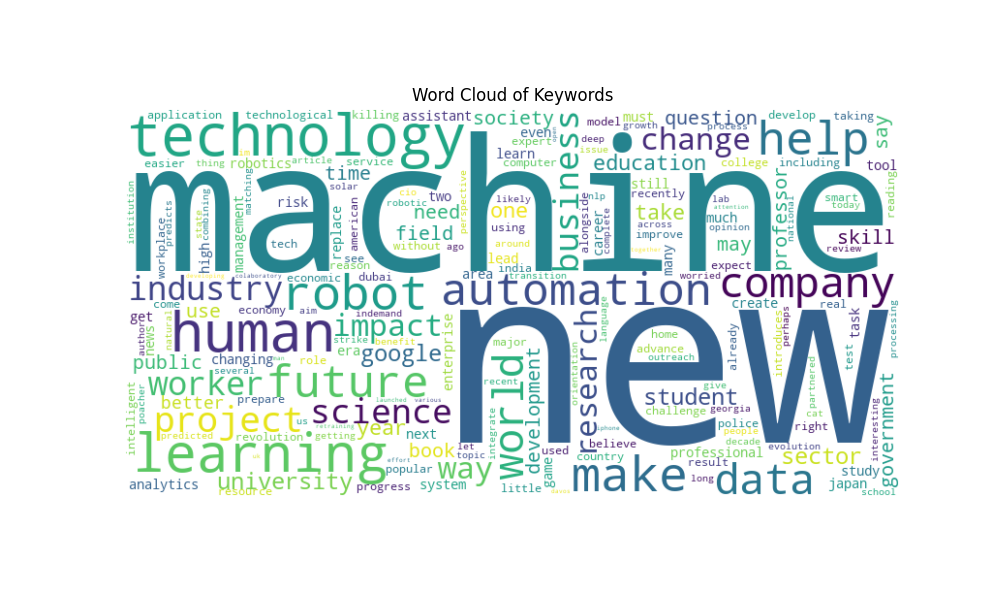 Word Cloud of Keywords
application technological killing assistant society even model must question develop taking
technology expert growth process change help say
easier thing robotics article service learn computer deep issue education college including tool
machine
institution time solar cio two likely nlp still recently lab attention smart today reading
workplace predicts state combining high management matching risk tech replace robotic american need one using business alongside career complete take across much opinion many professor national skill
field without ago around lead improve may review
reason see perspective area india transition together worried expect
developing collaboratory economic dubai
industry robot automation company
come use economy aim indemand create real task processing
get author news natural human strike impact benefit enterprise major world language home already introduces perhaps test
public changing era google development research advance outreach
several role man recent orientation give partnered government
intelligent poacher worker future new
better prepare launched various student
project us science integrate challenge georgia cat interesting
predicted revolution getting retraining year next let used believe police people right evolution
learning book topic country decade professional sector
uk effort popular way game result study
analytics university system little make long data japan
resource progress devel school